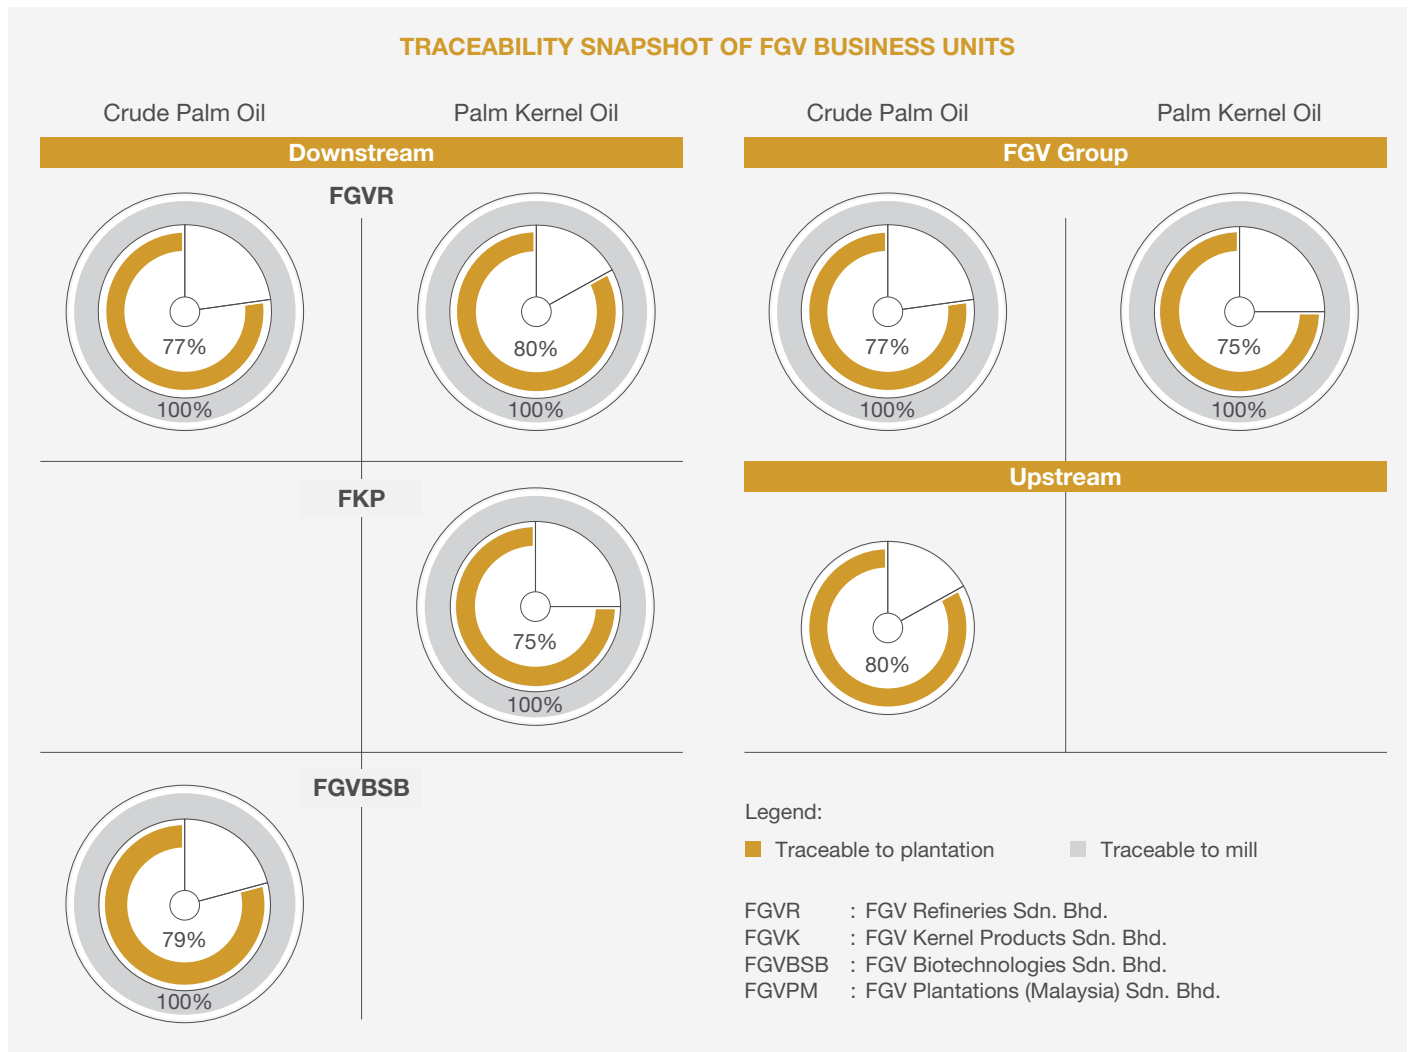 TRACEABILITY SNAPSHOT OF FGV BUSINESS UNITS
Crude Palm Oil
Palm Kernel Oil
Downstream
FGVR
77%
100%
80%
100%
FKP
75%
100%
FGVBSB
79%
100%
Crude Palm Oil
Palm Kernel Oil
FGV Group
77%
100%
75%
100%
Upstream
80%
Legend:
Traceable to plantation
Traceable to mill
FGVR : FGV Refineries Sdn. Bhd.
FGVK : FGV Kernel Products Sdn. Bhd.
FGVBSB : FGV Biotechnologies Sdn. Bhd.
FGVPM : FGV Plantations (Malaysia) Sdn. Bhd.